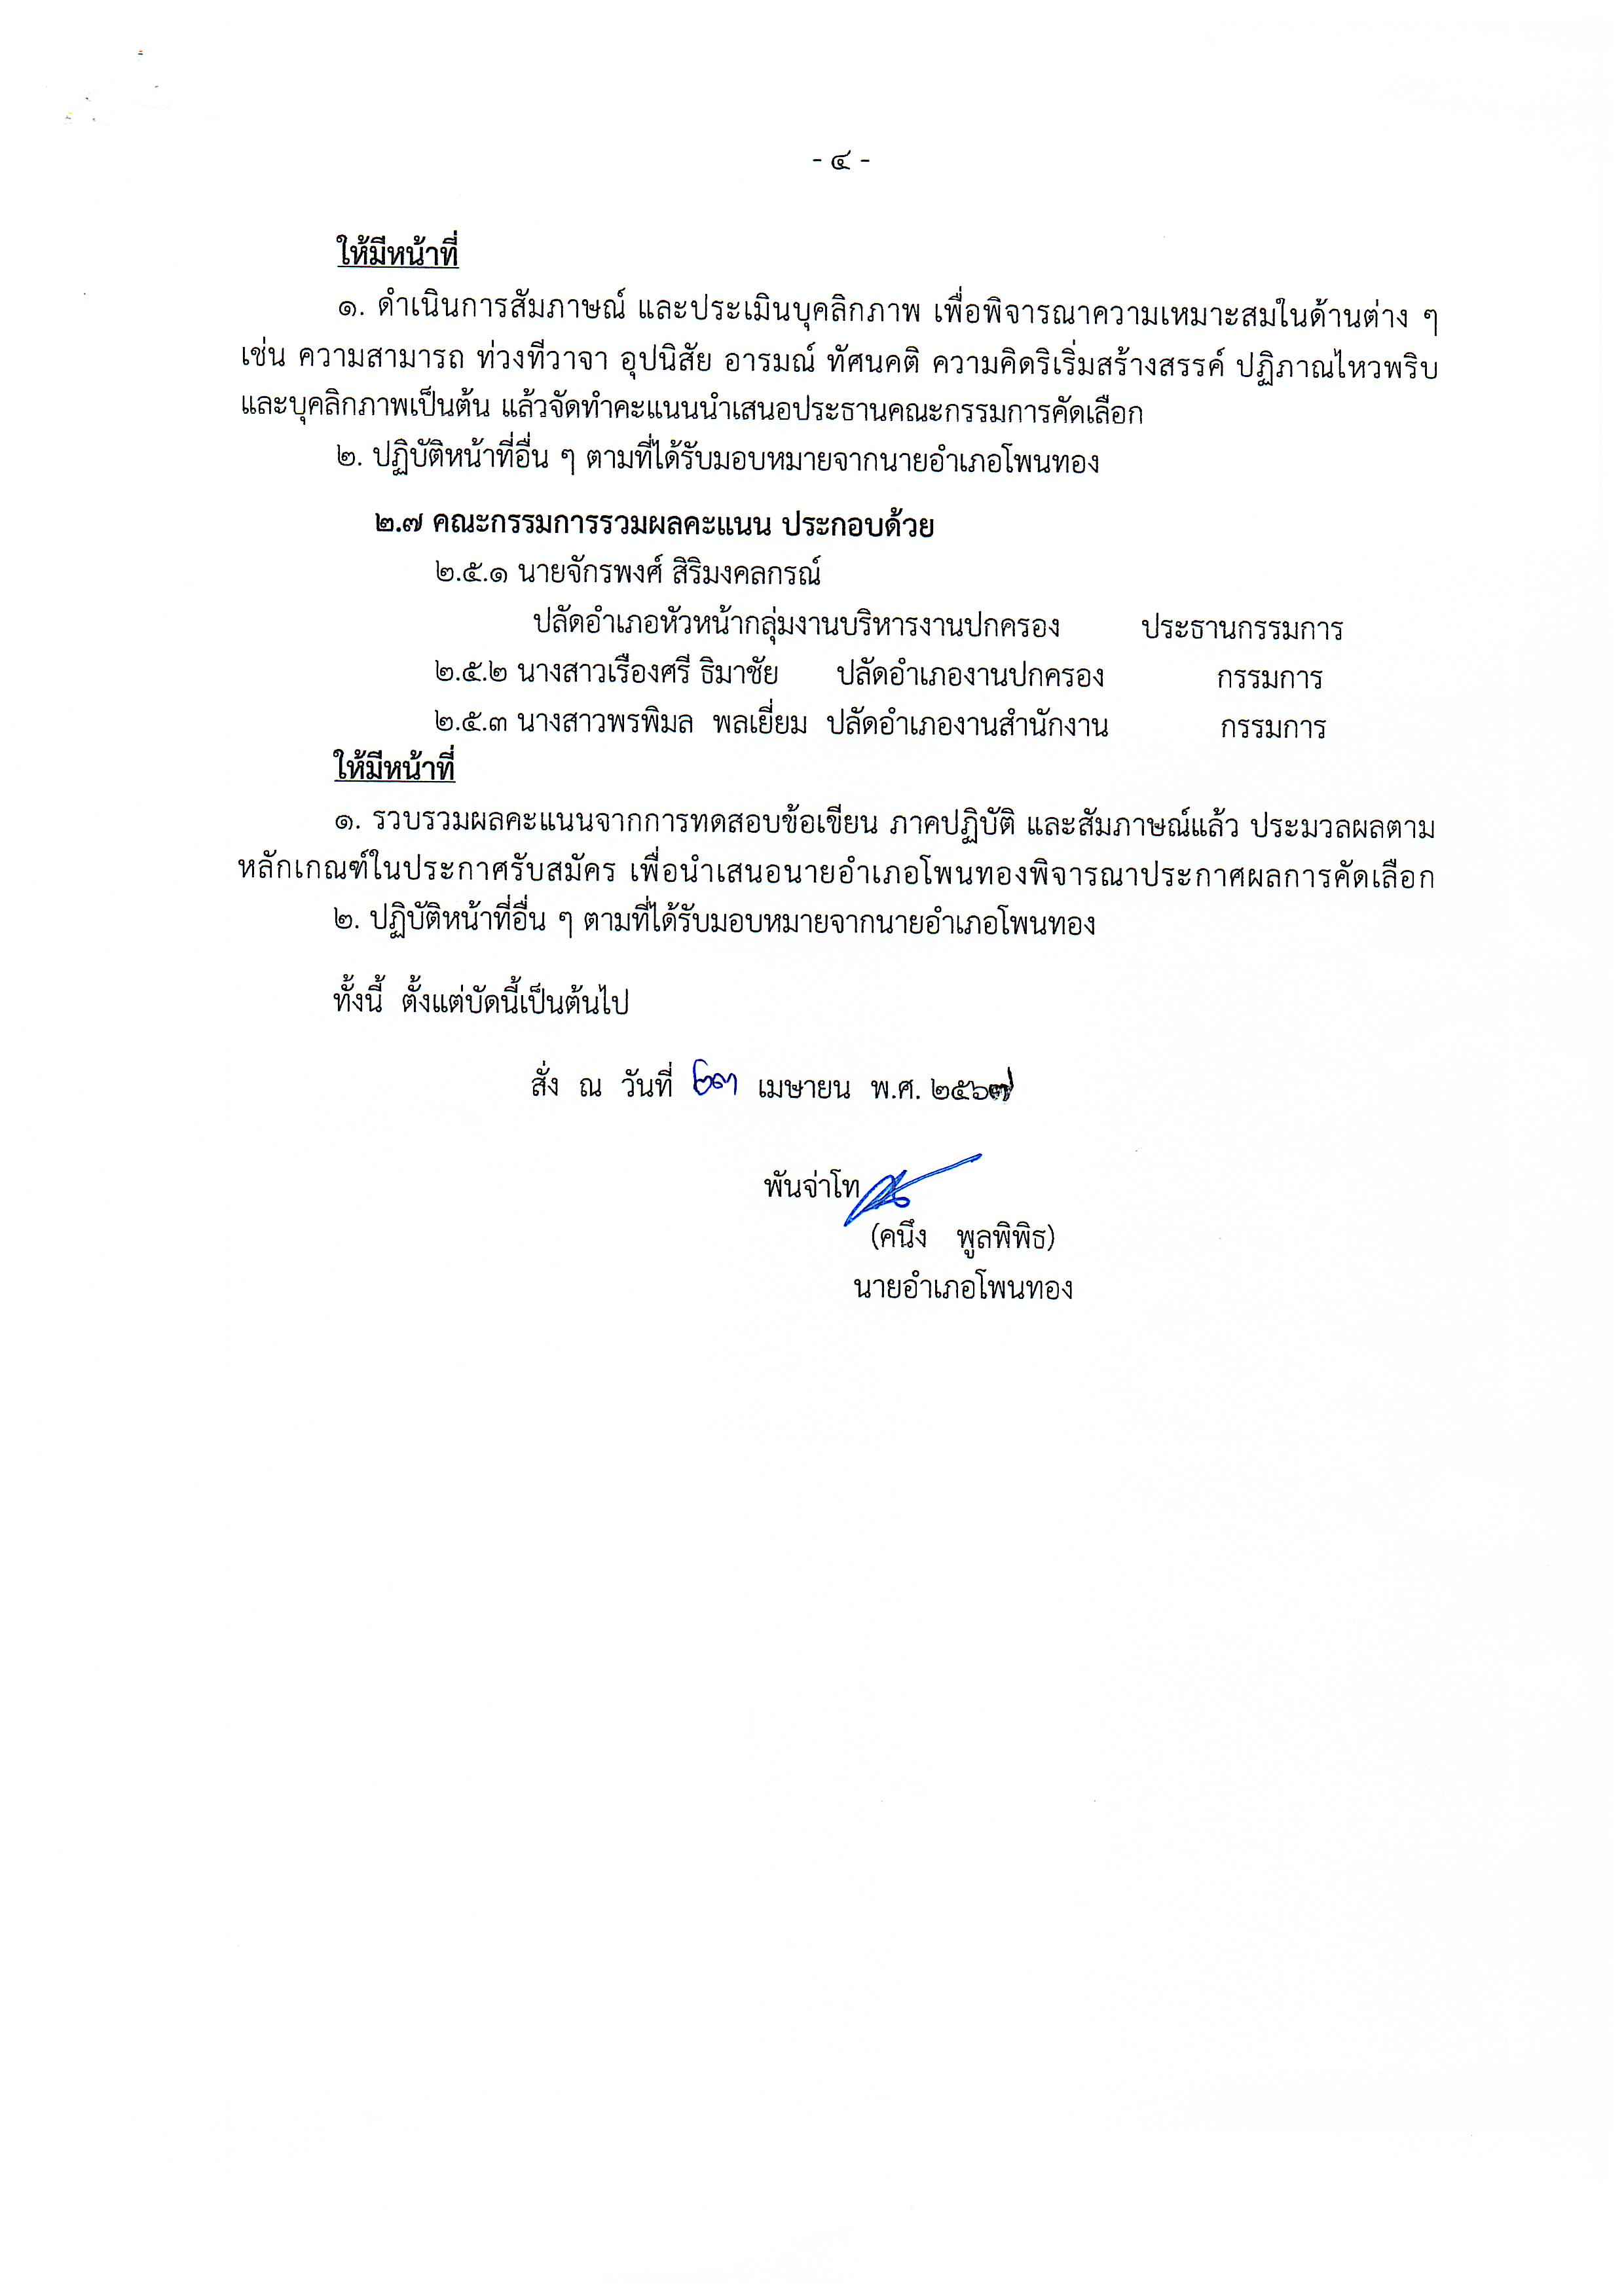 - ๔ -
ให้มีหน้าที่
๑. ดำเนินการสัมภาษณ์ และประเมินบุคลิกภาพ เพื่อพิจารณาความเหมาะสมในด้านต่าง ๆ
เช่น ความสามารถ ท่วงทีวาจา อุปนิสัย อารมณ์ ทัศนคติ ความคิดริเริ่มสร้างสรรค์ ปฏิภาณไหวพริบ
และบุคลิกภาพเป็นต้น แล้วจัดทำคะแนนนำเสนอประธานคณะกรรมการคัดเลือก
๒. ปฏิบัติหน้าที่อื่น ๆ ตามที่ได้รับมอบหมายจากนายอำเภอโพนทอง
๒.๗ คณะกรรมการรวมผลคะแนน ประกอบด้วย
๒.๕.๑ นายจักรพงศ์ สิริมงคลกรณ์
ปลัดอำเภอหัวหน้ากลุ่มงานบริหารงานปกครอง ประธานกรรมการ
๒.๕.๒ นางสาวเรืองศรี ธิมาชัย ปลัดอำเภองานปกครอง กรรมการ
๒.๕.๓ นางสาวพรพิมล พลเยี่ยม ปลัดอำเภองานสำนักงาน กรรมการ
ให้มีหน้าที่
๑. รวบรวมผลคะแนนจากการทดสอบข้อเขียน ภาคปฏิบัติ และสัมภาษณ์แล้ว ประมวลผลตาม
หลักเกณฑ์ในประกาศรับสมัคร เพื่อนำเสนอนายอำเภอโพนทองพิจารณาประกาศผลการคัดเลือก
๒. ปฏิบัติหน้าที่อื่น ๆ ตามที่ได้รับมอบหมายจากนายอำเภอโพนทอง
ทั้งนี้ ตั้งแต่บัดนี้เป็นต้นไป
สั่ง ณ วันที่ ๒๓ เมษายน พ.ศ. ๒๕๖๗
พันจ่าโท
(คนึง พูลพิพิธ)
นายอำเภอโพนทอง